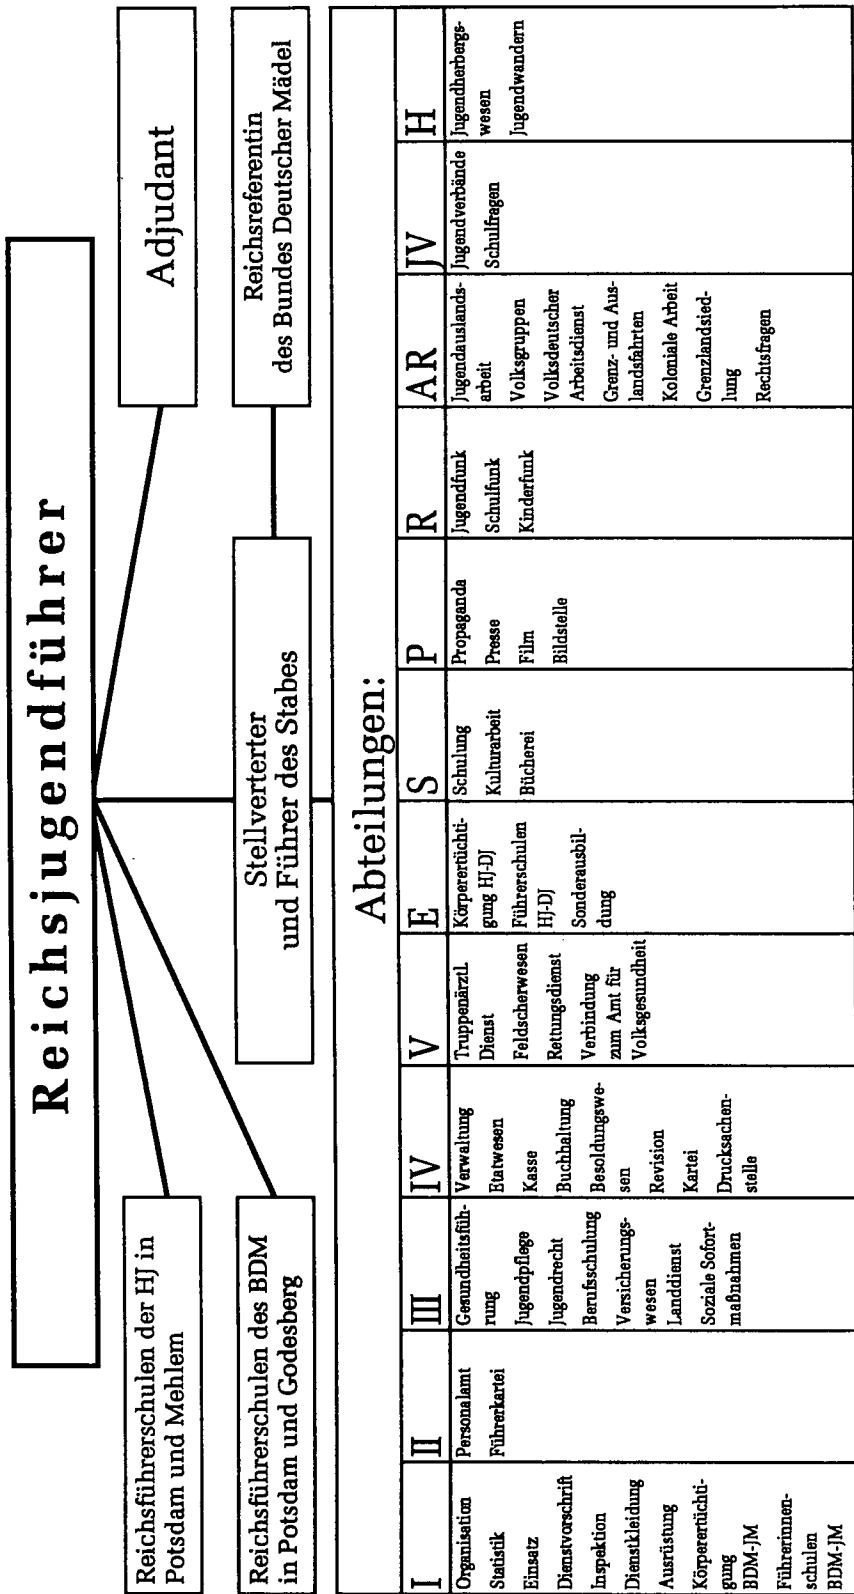 Reichsjugendführer
Adjudant
Reichsführerschulen der HJ in
Potsdam und Mehlem
Reichsführerschulen des BDM
in Potsdam und Godesberg
Stellverterter
und Führer des Stabes
Reichsreferentin
des Bundes Deutscher Mädel
Abteilungen:
I
Organisation
Statistik
Einsatz
Dienstvorschrift
Inspektion
Dienstkleidung
Ausrüstung
Körperertüchti-
gung
BDM-JM
Führerinnen-
schulen
BDM-JM
II
Personalamt
Führerkartei
III
Gesundheitsfüh-
rung
Jugendpflege
Jugendrecht
Berufsschulung
Versicherungs-
wesen
Landdienst
Soziale Sofort-
maßnahmen
IV
Verwaltung
Etatwesen
Kasse
Buchhaltung
Besoldungswe-
sen
Revision
Kartei
Drucksachen-
stelle
V
Truppenärztl.
Dienst
Feldscherwesen
Rettungsdienst
Verbindung
zum Amt für
Volksgesundheit
E
Körperertüchti-
gung HJ-DJ
Führerschulen
HJ-DJ
Sonderausbil-
dung
S
Schulung
Kulturarbeit
Bücherei
P
Propaganda
Presse
Film
Bildstelle
R
Jugendfunk
Schulfunk
Kinderfunk
AR
Jugendauslands-
arbeit
Volksgruppen
Volksdeutscher
Arbeitsdienst
Grenz- und Aus-
landsfahrten
Koloniale Arbeit
Grenzlandsied-
lung
Rechtsfragen
JV
Jugendverbände
Schulfragen
H
Jugendherbergs-
wesen
Jugendwandern